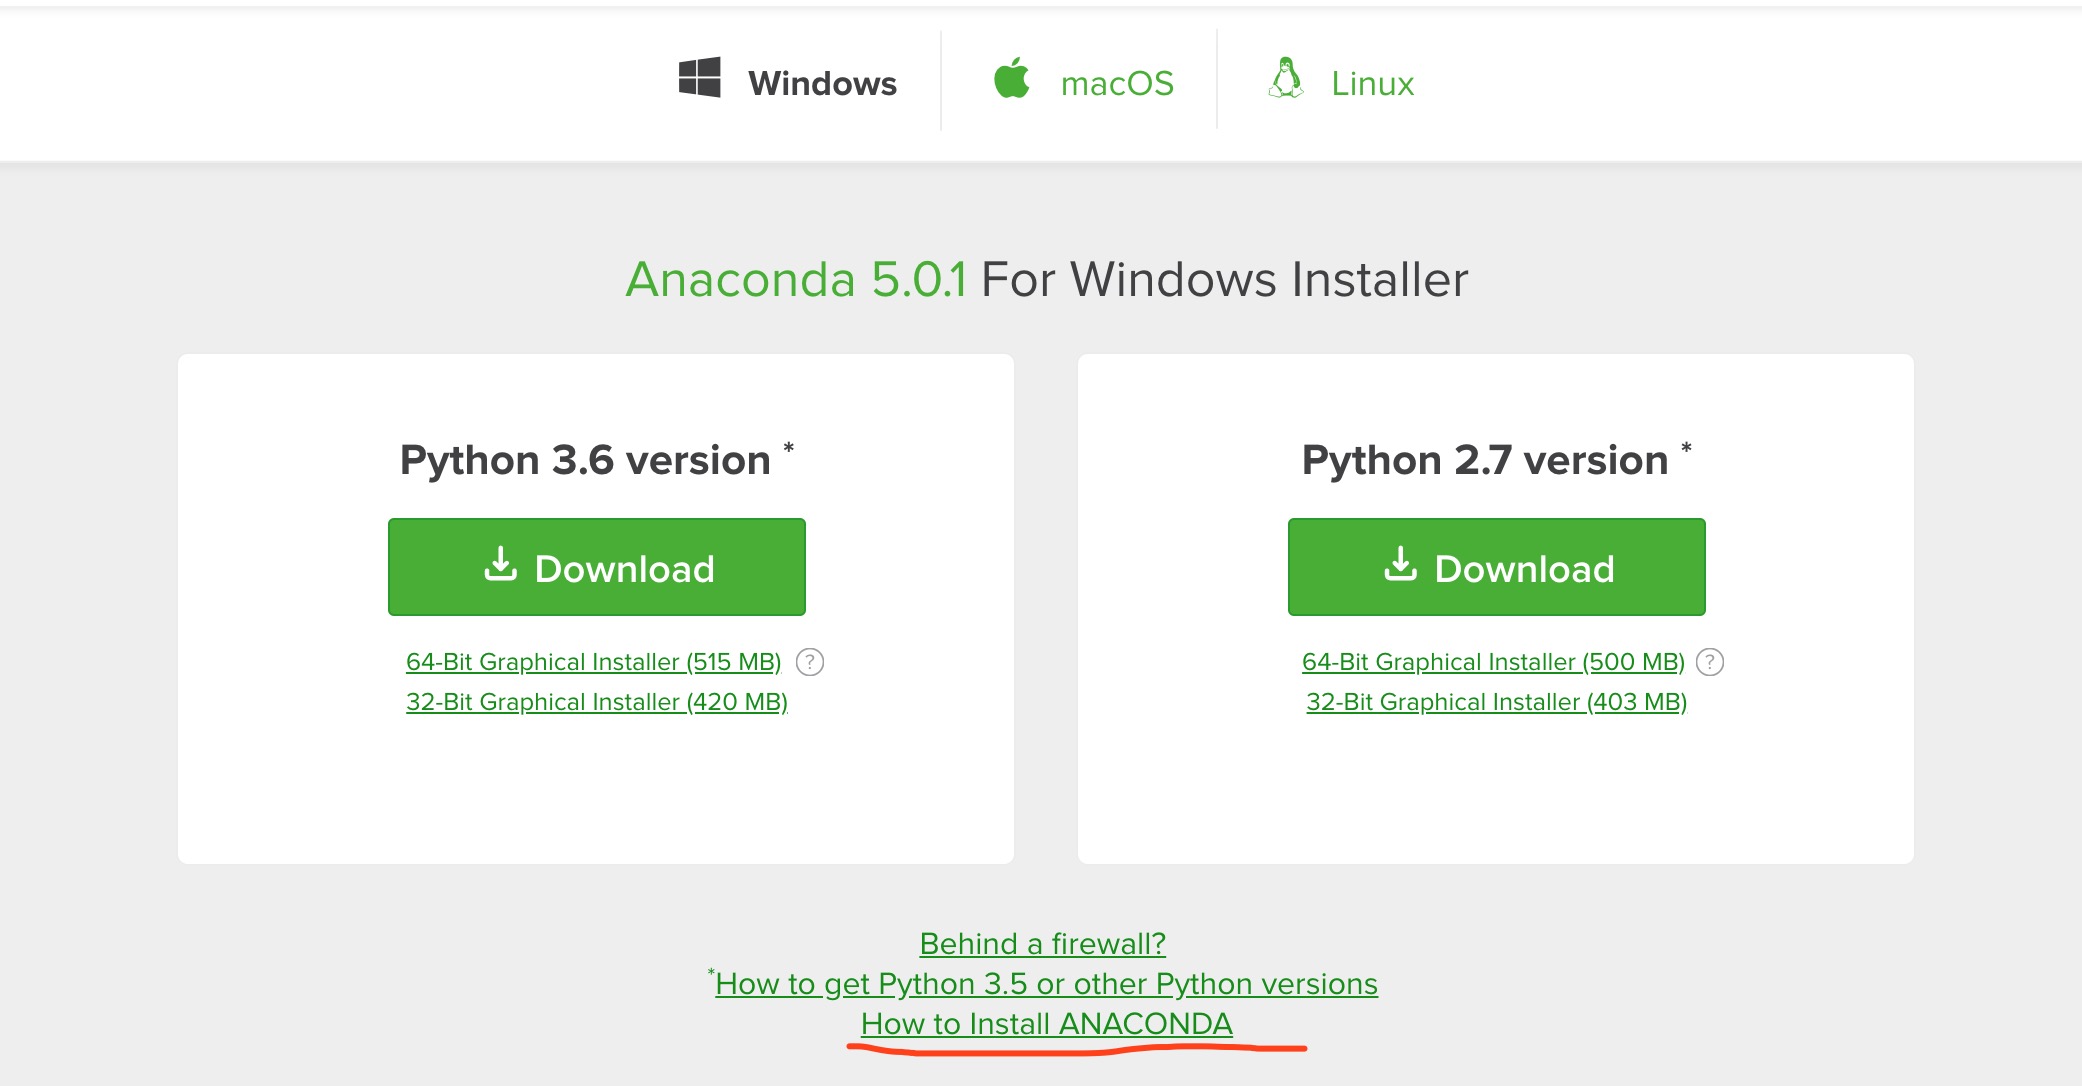 Windows
macOS
Linux
Anaconda 5.0.1 For Windows Installer
Python 3.6 version *
Download
64-Bit Graphical Installer (515 MB) ?
32-Bit Graphical Installer (420 MB)
Python 2.7 version *
Download
64-Bit Graphical Installer (500 MB) ?
32-Bit Graphical Installer (403 MB)
Behind a firewall?
*How to get Python 3.5 or other Python versions
How to Install ANACONDA